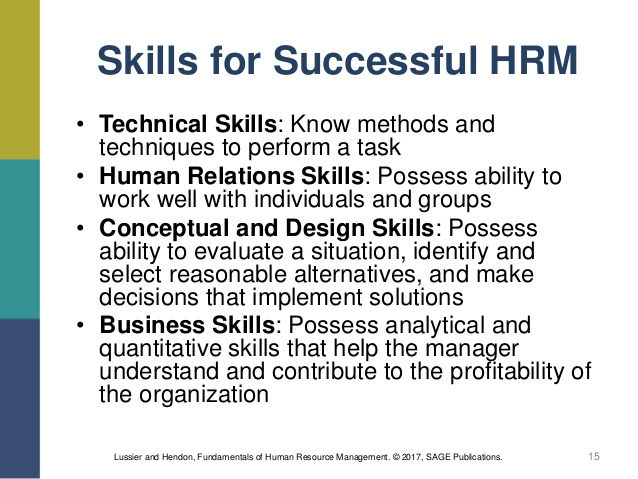 Skills for Successful HRM
• Technical Skills: Know methods and
techniques to perform a task
• Human Relations Skills: Possess ability to
work well with individuals and groups
• Conceptual and Design Skills: Possess
ability to evaluate a situation, identify and
select reasonable alternatives, and make
decisions that implement solutions
• Business Skills: Possess analytical and
quantitative skills that help the manager
understand and contribute to the profitability of
the organization
Lussier and Hendon, Fundamentals of Human Resource Management. © 2017, SAGE Publications.
15